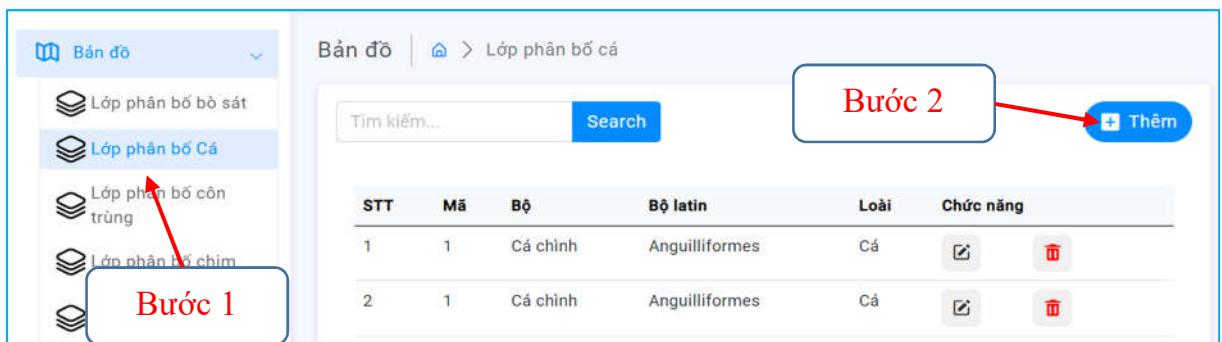 Bản đồ
Lớp phân bố bò sát
Lớp phân bố Cá
Lớp phân bố côn
trùng
Lớp phân bố chim
Bước 1
Bản đồ
> Lớp phân bố cá
Tìm kiếm...
Search
Bước 2
Thêm
STT Mã Bộ Bộ latin Loài Chức năng
1 1 Cá chình Anguilliformes Cá
2 1 Cá chình Anguilliformes Cá